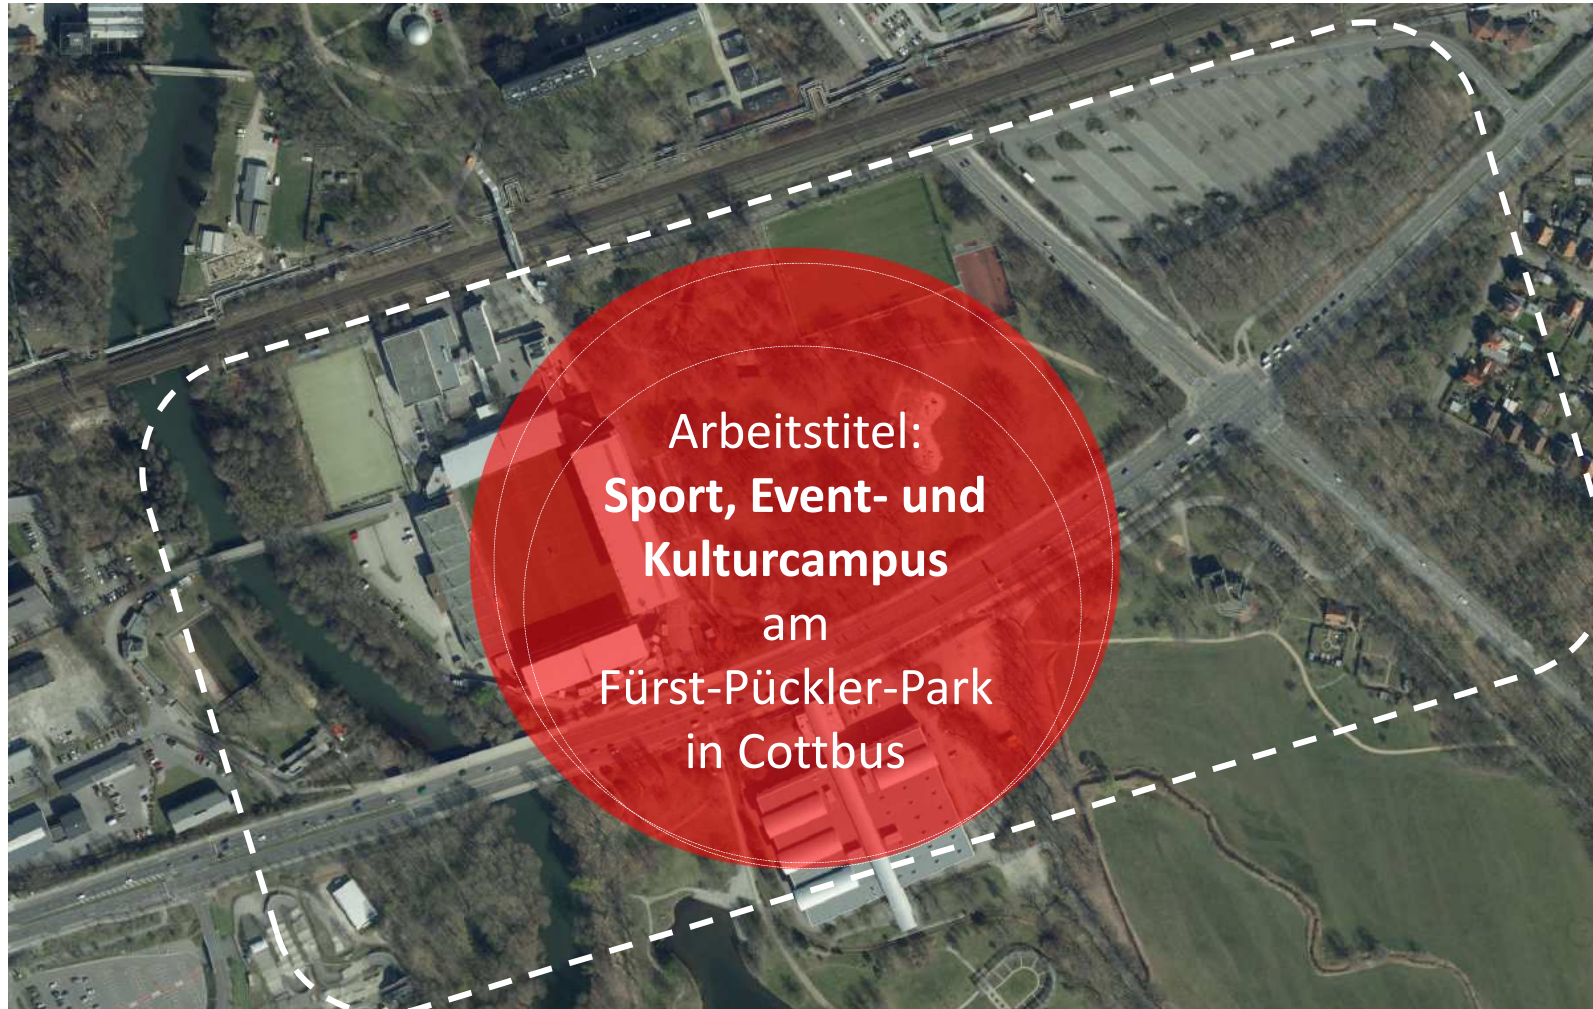 Arbeitstitel:
Sport, Event- und
Kulturcampus
am
Fürst-Pückler-Park
in Cottbus